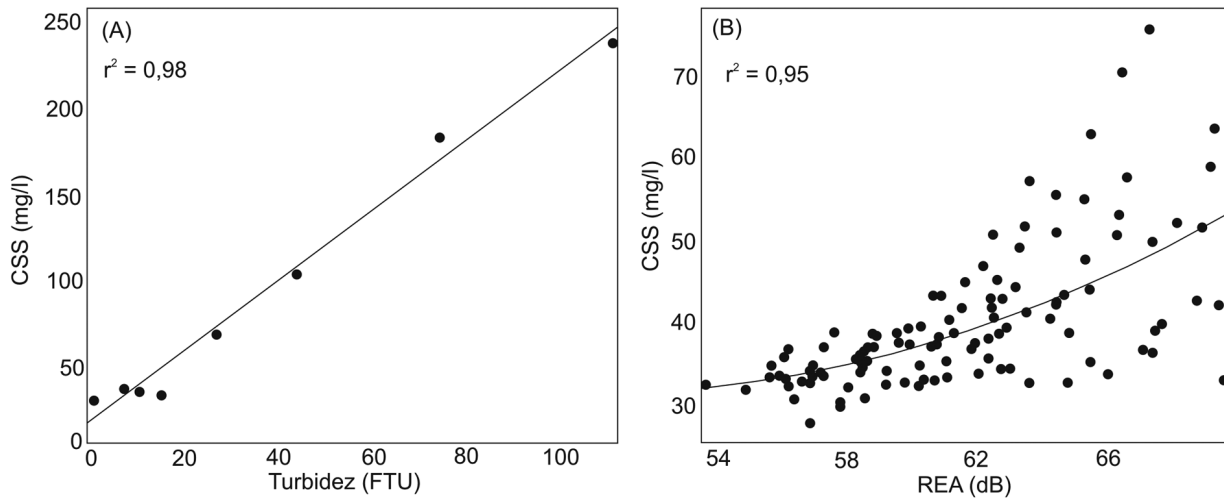 (A)
r² = 0,98
CSS (mg/l)
250
200
150
100
50
0
0 20 40 60 80 100
Turbidez (FTU)
(B)
r² = 0,95
CSS (mg/l)
70
60
50
40
30
54 58 62 66
REA (dB)